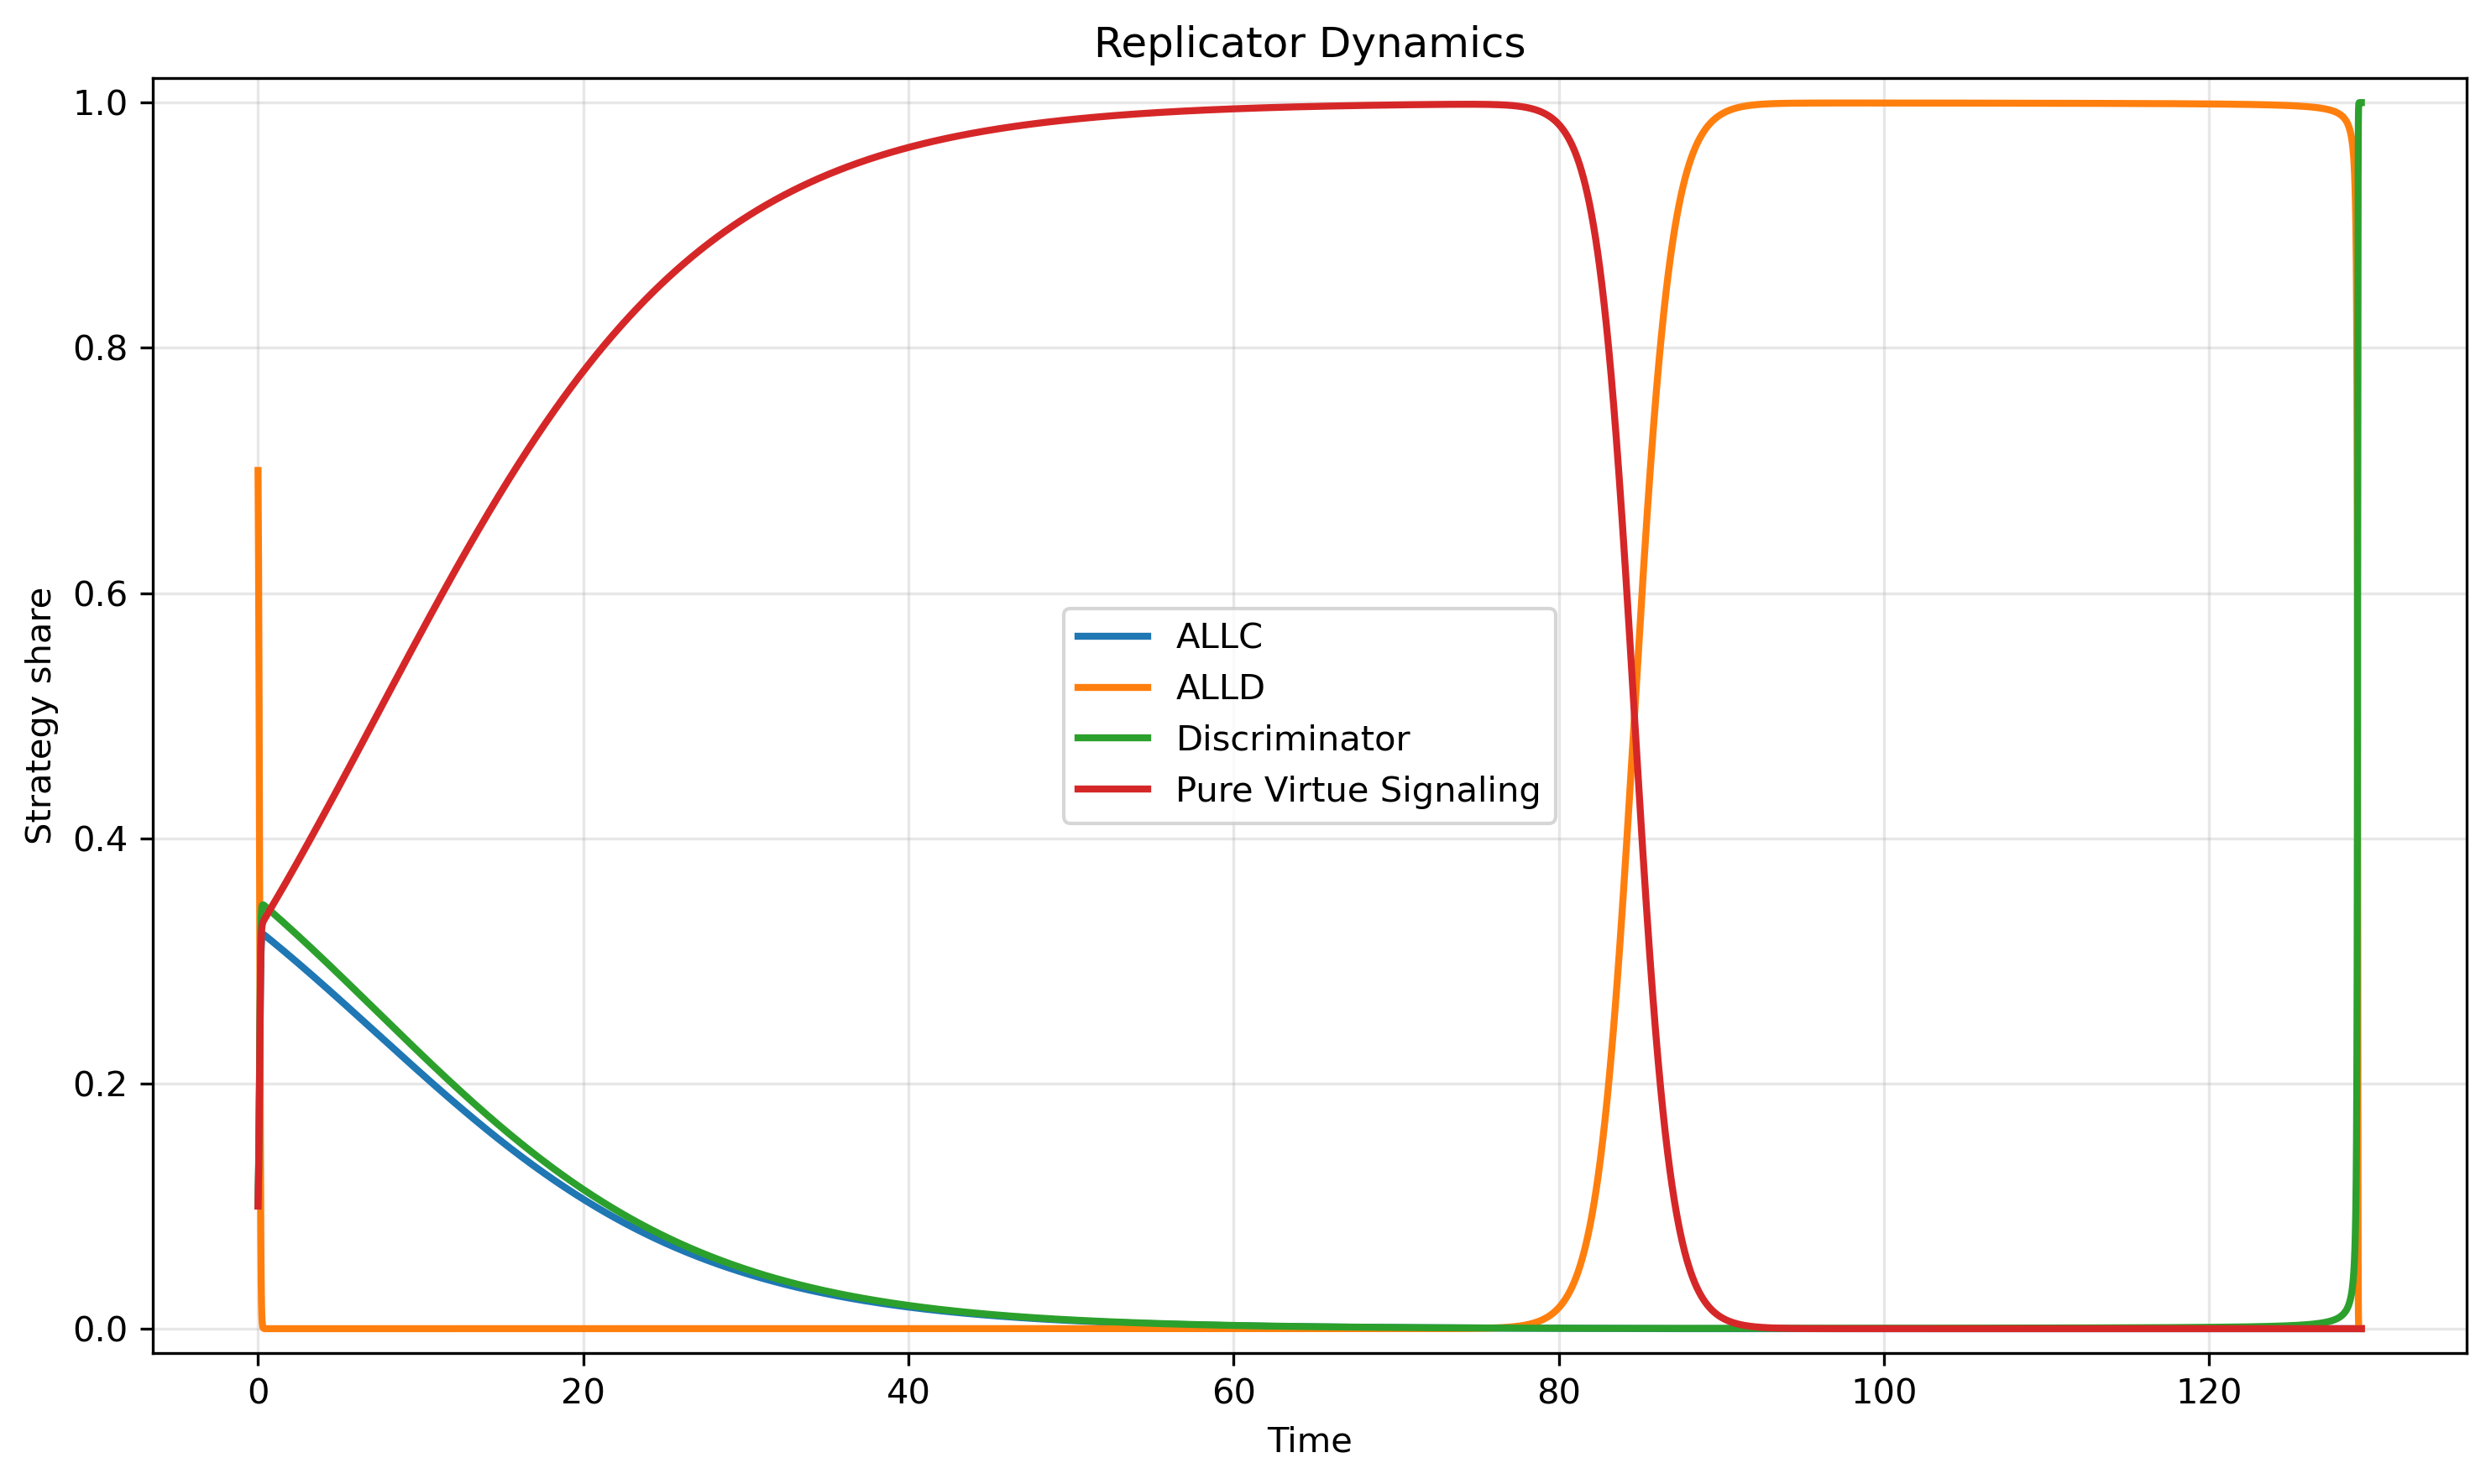 Replicator Dynamics
Strategy share
1.0
0.8
0.6
0.4
0.2
0.0
ALLC
ALLD
Discriminator
Pure Virtue Signaling
0 20 40 60 80 100 120
Time